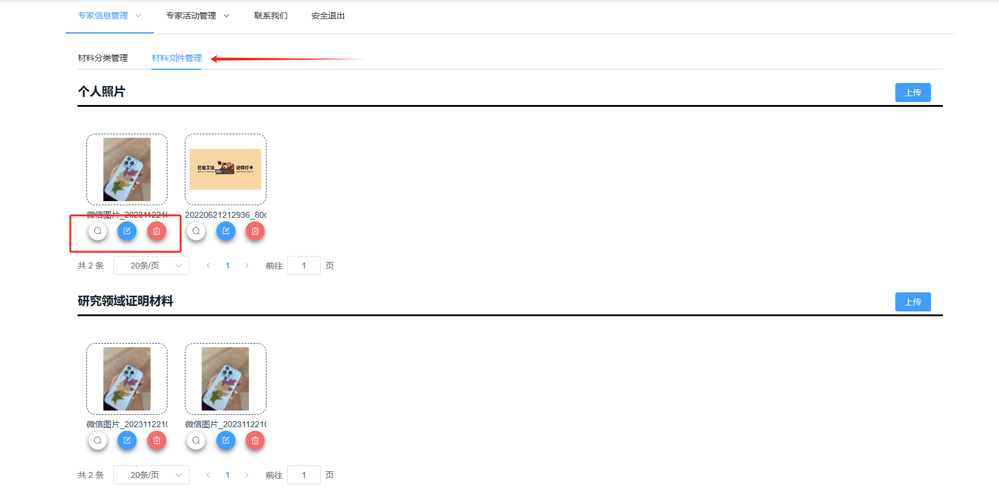 专家信息管理 专家活动管理 联系我们 安全退出
材料分类管理 材料文件管理
个人照片 上传
已在工位 记得打卡
微信图片_2023112210 20220621212936_80c
共 2 条 20条/页 1 前往 1 页
研究领域证明材料 上传
微信图片_2023112210 微信图片_2023112210
共 2 条 20条/页 1 前往 1 页